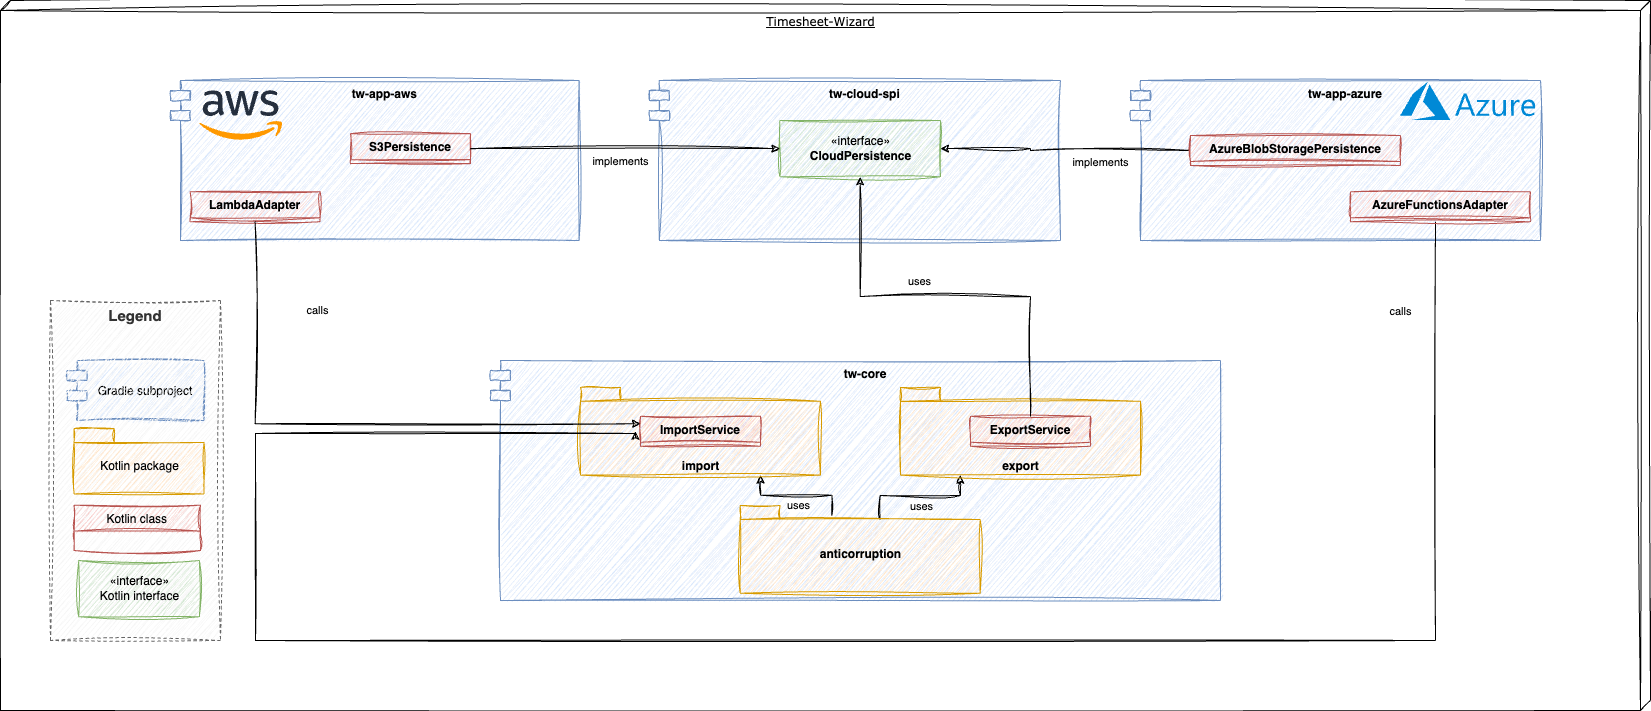 Timesheet-Wizard
aws
tw-app-aws
S3Persistence
LambdaAdapter
implements
tw-cloud-spi
«interface»
CloudPersistence
implements
tw-app-azure
Azure
AzureBlobStoragePersistence
AzureFunctionsAdapter
uses
calls
calls
Legend
Gradle subproject
Kotlin package
Kotlin class
«interface»
Kotlin interface
tw-core
ImportService
import
ExportService
export
uses
uses
anticorruption